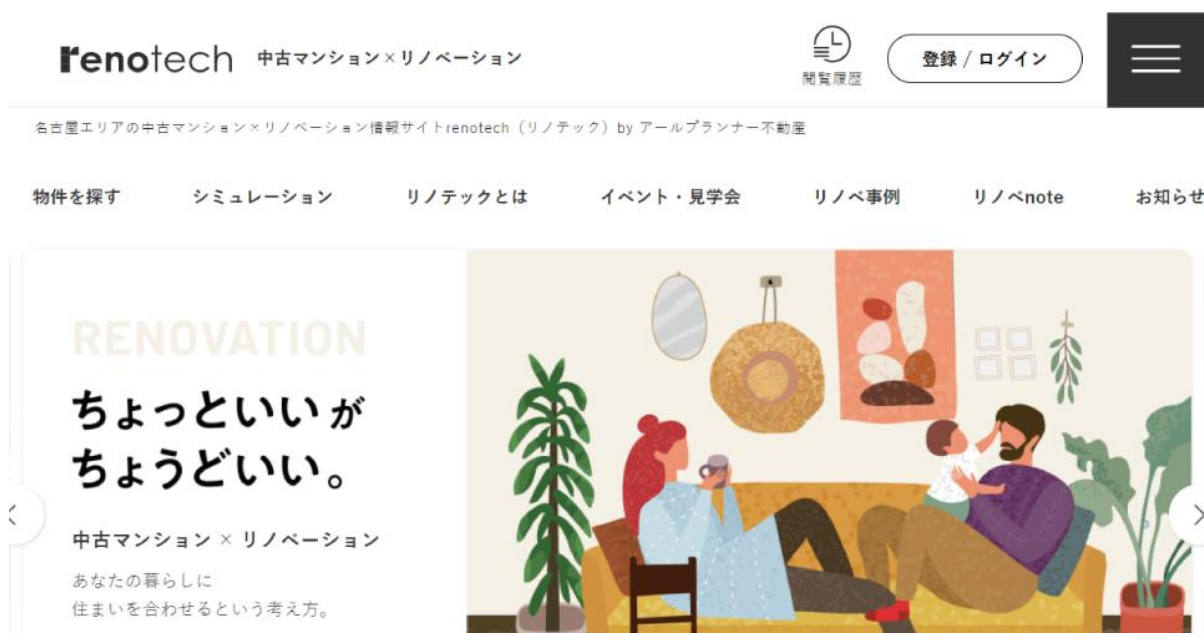 renotech 中古マンション×リノベーション
閲覧履歴
登録 / ログイン
名古屋エリアの中古マンション×リノベーション情報サイトrenotech（リノテック）by アールプランナー不動産
物件を探す シミュレーション リノテックとは イベント・見学会 リノベ事例 リノベnote お知らせ
RENOVATION
ちょっといいが
ちょうどいい。
中古マンション × リノベーション
あなたの暮らしに
住まいを合わせるという考え方。